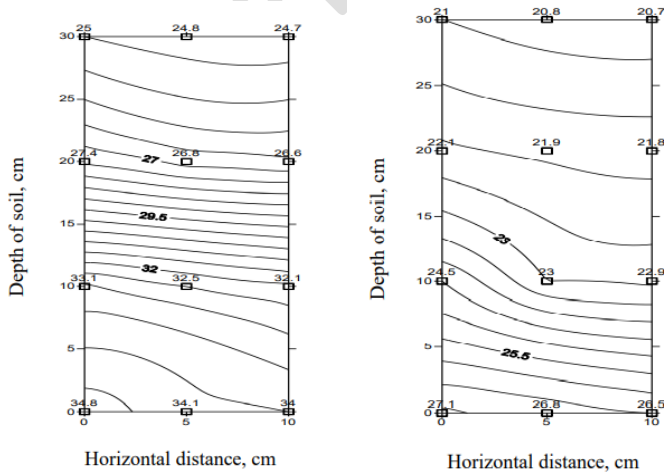 25 24.8 24.7
30
25
27.4 26.8 26.6
20
27
15
29.5
32
33.1 32.5 32.1
10
5
34.8 34.1 34
0
0 5 10
Depth of soil, cm
Horizontal distance, cm
21 20.8 20.7
30
25
22.1 21.9 21.8
20
15
23
24.5 23 22.9
10
5
25.5
27.1 26.8 26.5
0
0 5 10
Depth of soil, cm
Horizontal distance, cm